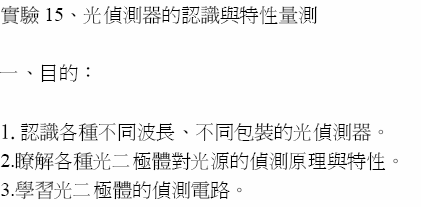 實驗 15、光偵測器的認識與特性量測
一、目的：
1. 認識各種不同波長、不同包裝的光偵測器。
2.瞭解各種光二極體對光源的偵測原理與特性。
3.學習光二極體的偵測電路。